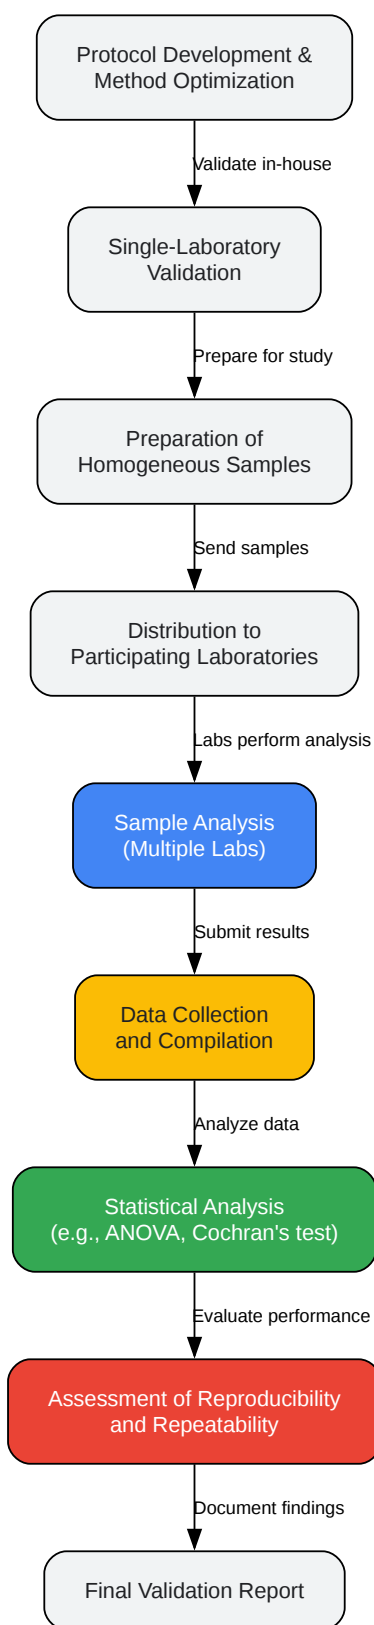 Protocol Development &
Method Optimization
Validate in-house
Single-Laboratory
Validation
Prepare for study
Preparation of
Homogeneous Samples
Send samples
Distribution to
Participating Laboratories
Labs perform analysis
Sample Analysis
(Multiple Labs)
Submit results
Data Collection
and Compilation
Analyze data
Statistical Analysis
(e.g., ANOVA, Cochran's test)
Evaluate performance
Assessment of Reproducibility
and Repeatability
Document findings
Final Validation Report